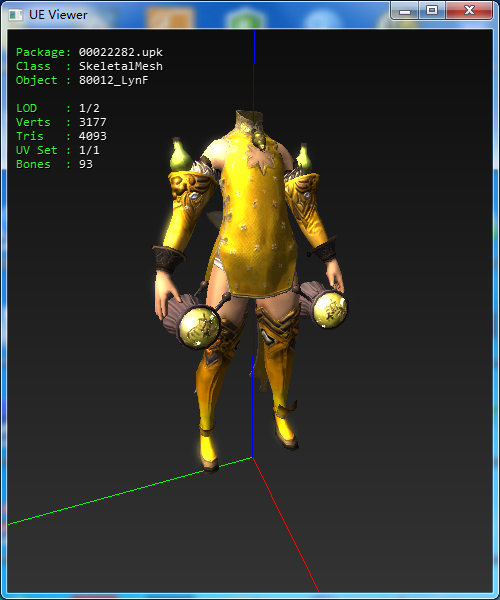 UE Viewer
Package: 00022282.upk
Class : SkeletalMesh
Object : 80012_LynF
LOD : 1/2
Verts : 3177
Tris : 4093
UV Set : 1/1
Bones : 93